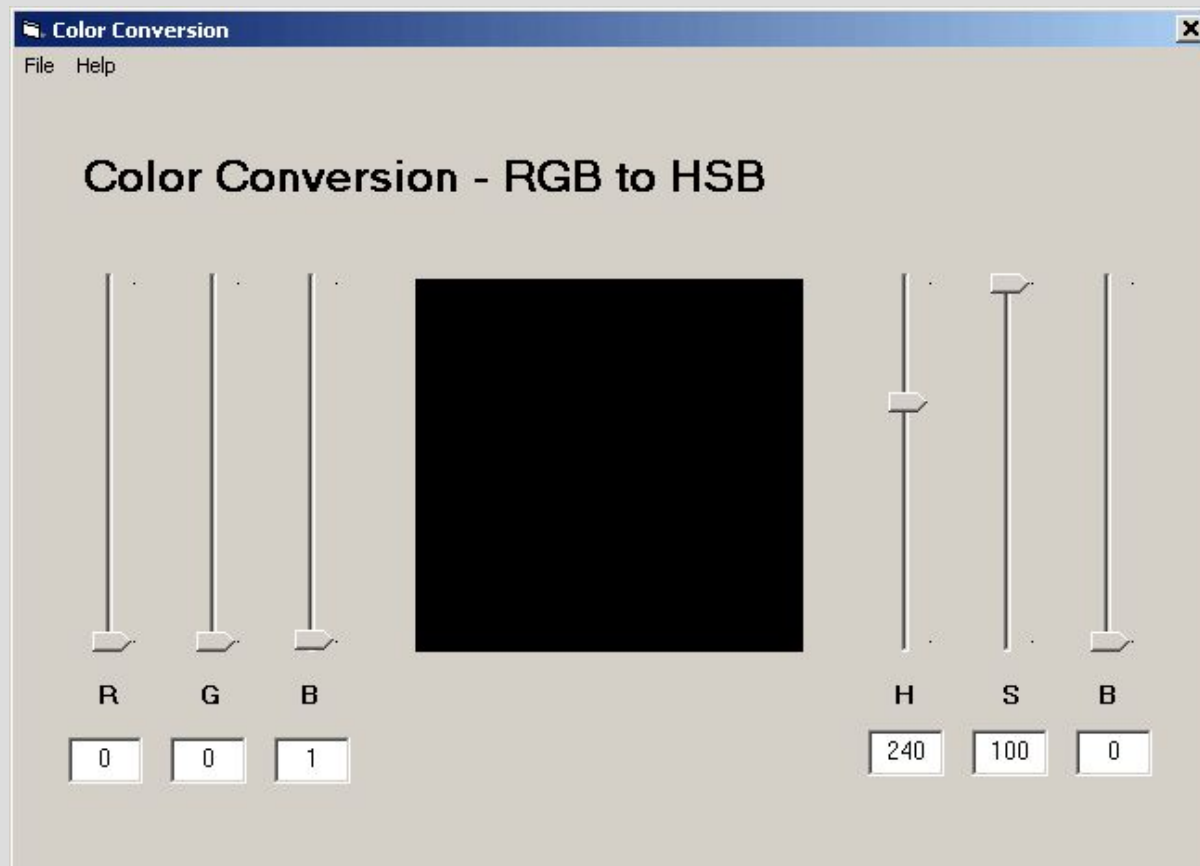 Color Conversion
File Help
Color Conversion - RGB to HSB
R G B H S B
0 0 1 240 100 0